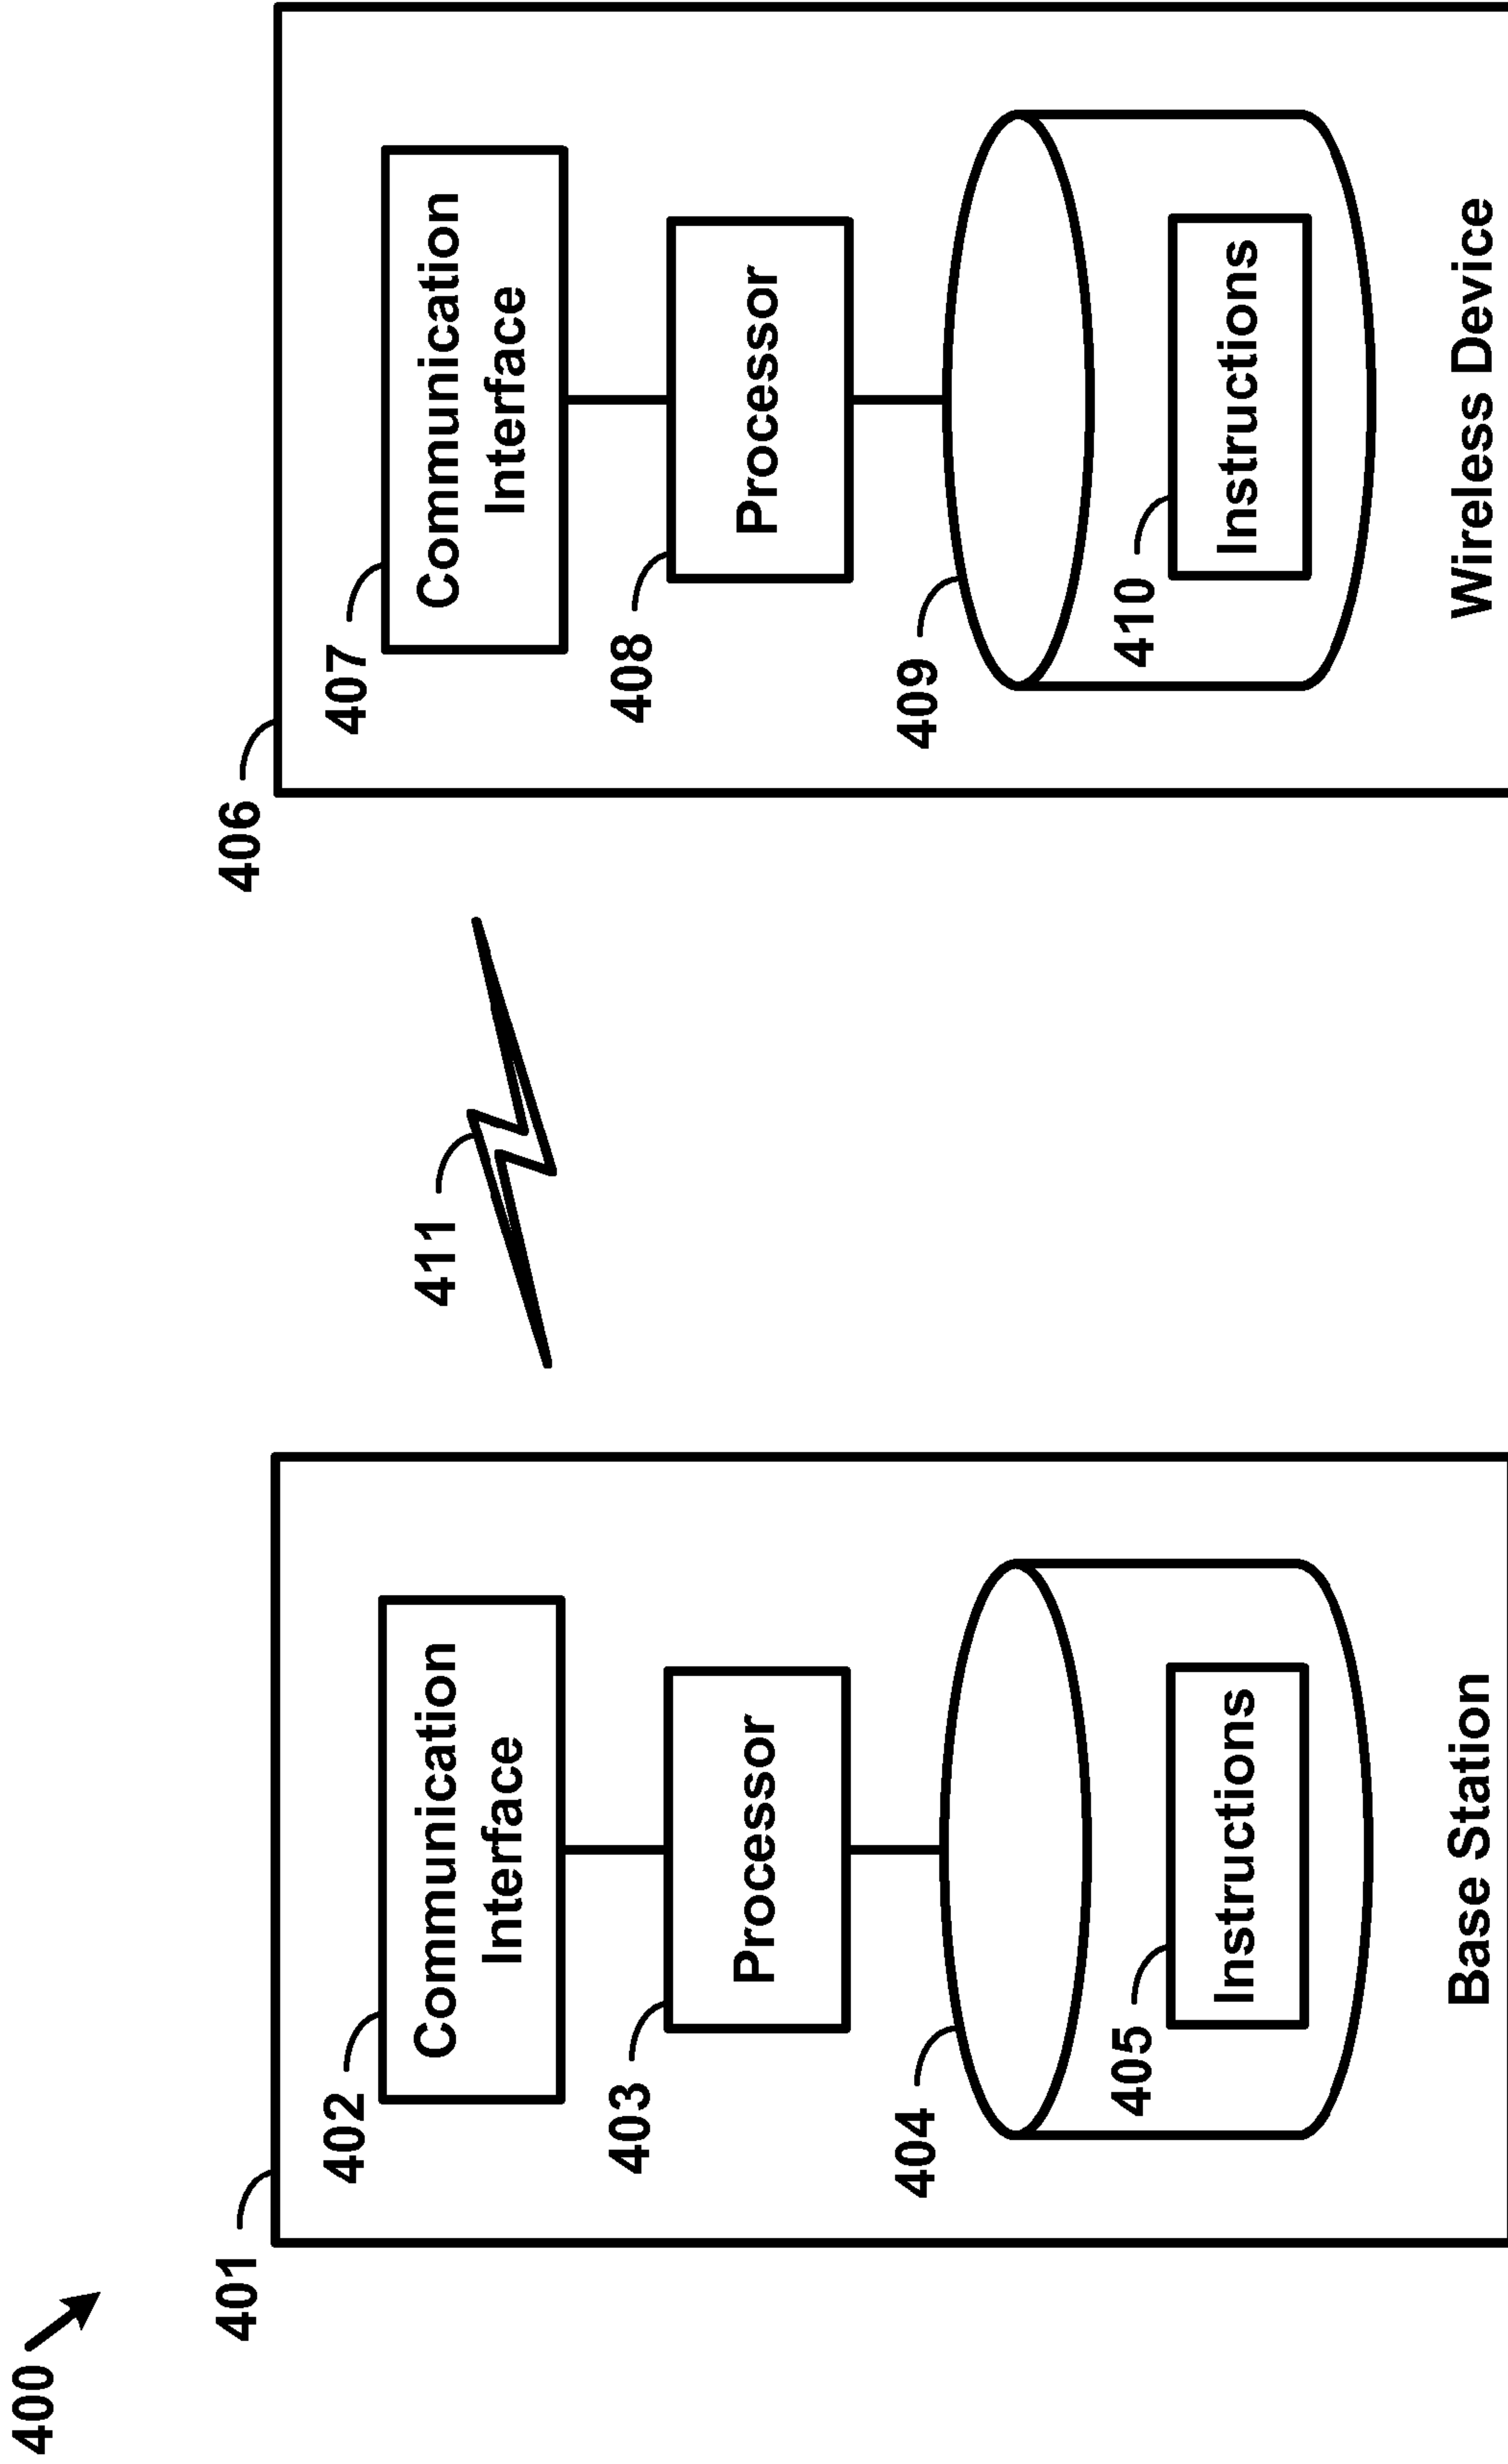 400
401
402
Communication
Interface
403
Processor
404
405
Instructions
Base Station
411
406
407
Communication
Interface
408
Processor
409
410
Instructions
Wireless Device